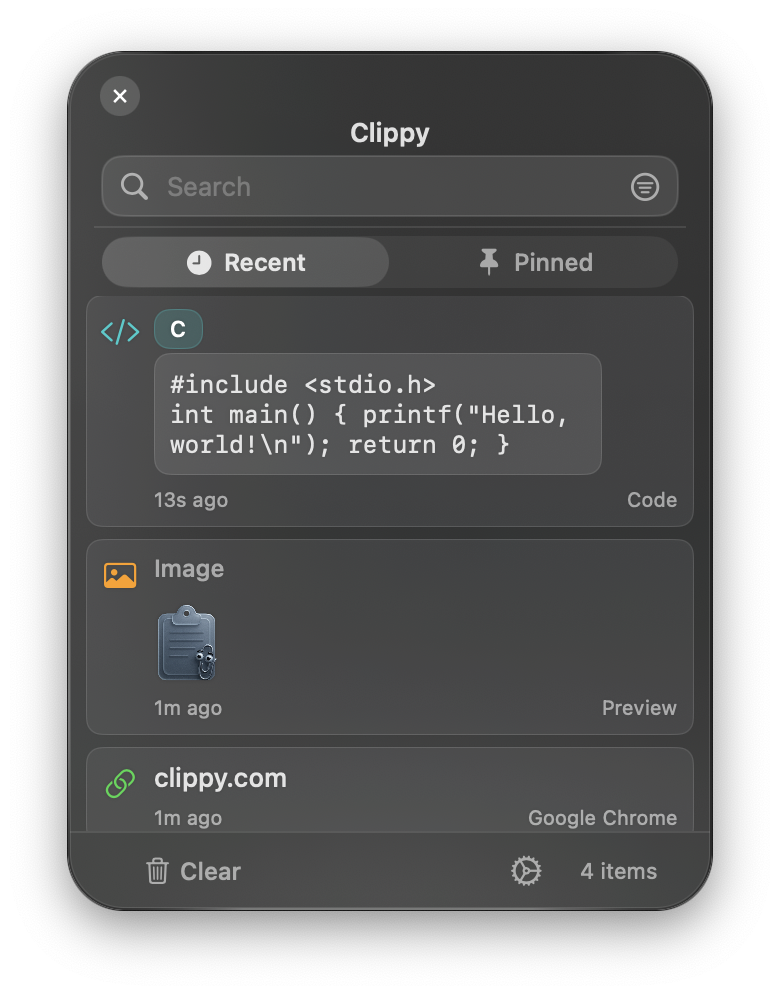 Clippy
Search
Recent
Pinned
C
#include <stdio.h>
int main() { printf("Hello,
world!\n"); return 0; }
13s ago
Code
Image
1m ago
Preview
clippy.com
1m ago
Google Chrome
Clear
4 items